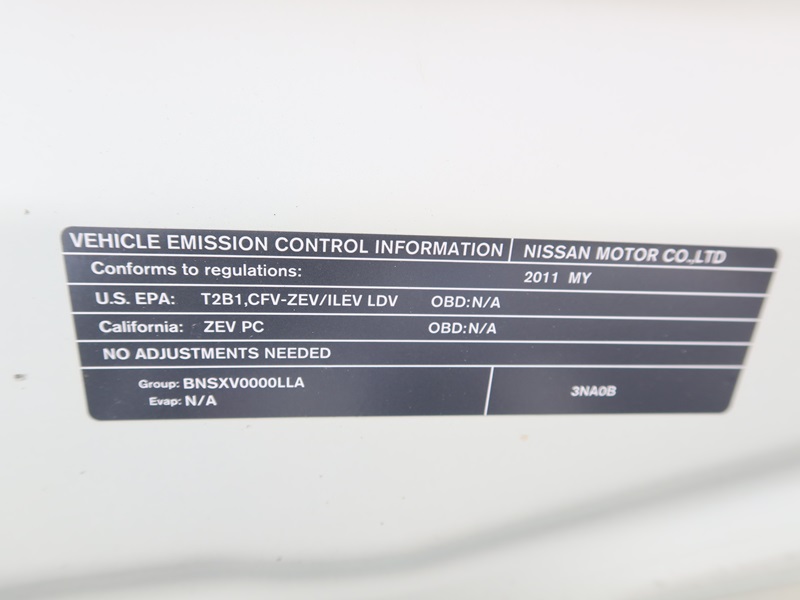 VEHICLE EMISSION CONTROL INFORMATION NISSAN MOTOR CO.,LTD
Conforms to regulations: 2011 MY
U.S. EPA: T2B1,CFV-ZEV/ILEV LDV OBD:N/A
California: ZEV PC OBD:N/A
NO ADJUSTMENTS NEEDED
Group: BNSXV0000LLA
Evap: N/A
3NA0B